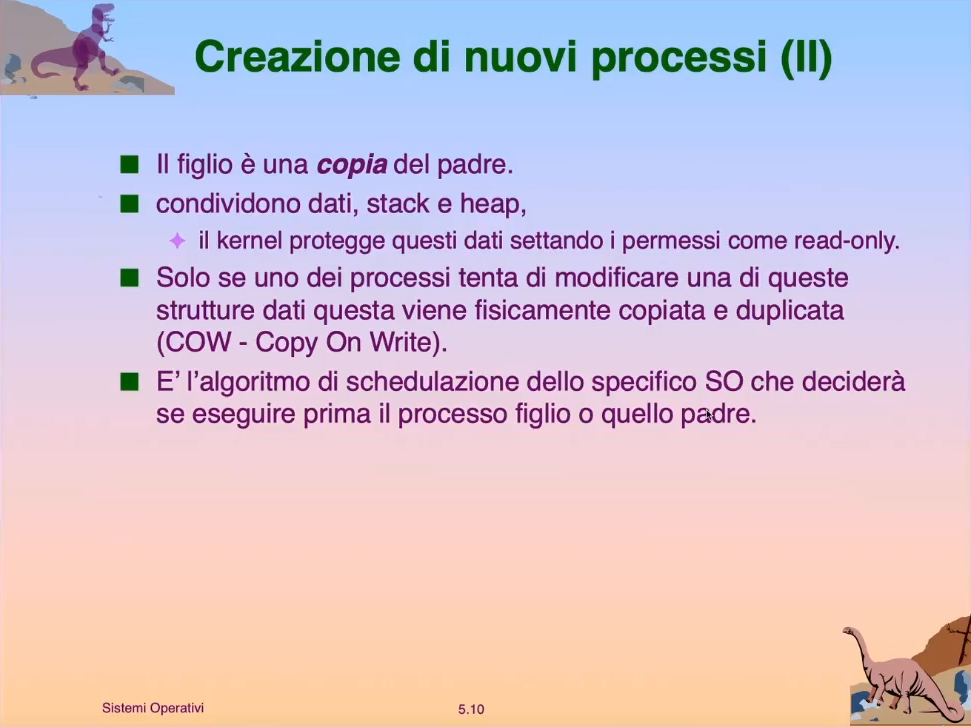 Creazione di nuovi processi (II)
Il figlio è una copia del padre.
condividono dati, stack e heap,
il kernel protegge questi dati settando i permessi come read-only.
Solo se uno dei processi tenta di modificare una di queste
strutture dati questa viene fisicamente copiata e duplicata
(COW - Copy On Write).
E’ l’algoritmo di schedulazione dello specifico SO che deciderà
se eseguire prima il processo figlio o quello padre.
Sistemi Operativi
5.10